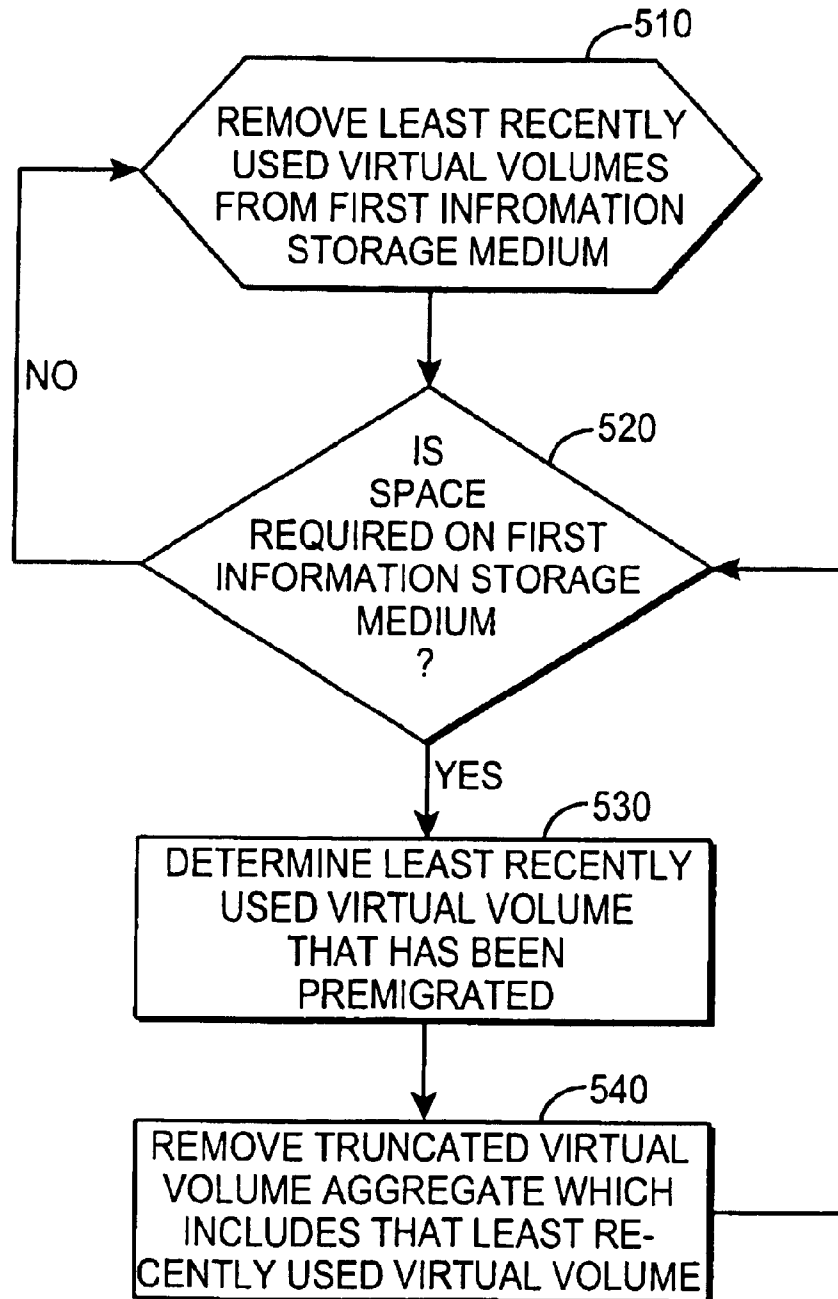 510
REMOVE LEAST RECENTLY
USED VIRTUAL VOLUMES
FROM FIRST INFROMATION
STORAGE MEDIUM
NO
520
IS
SPACE
REQUIRED ON FIRST
INFORMATION STORAGE
MEDIUM
?
YES
530
DETERMINE LEAST RECENTLY
USED VIRTUAL VOLUME
THAT HAS BEEN
PREMIGRATED
540
REMOVE TRUNCATED VIRTUAL
VOLUME AGGREGATE WHICH
INCLUDES THAT LEAST RE-
CENTLY USED VIRTUAL VOLUME